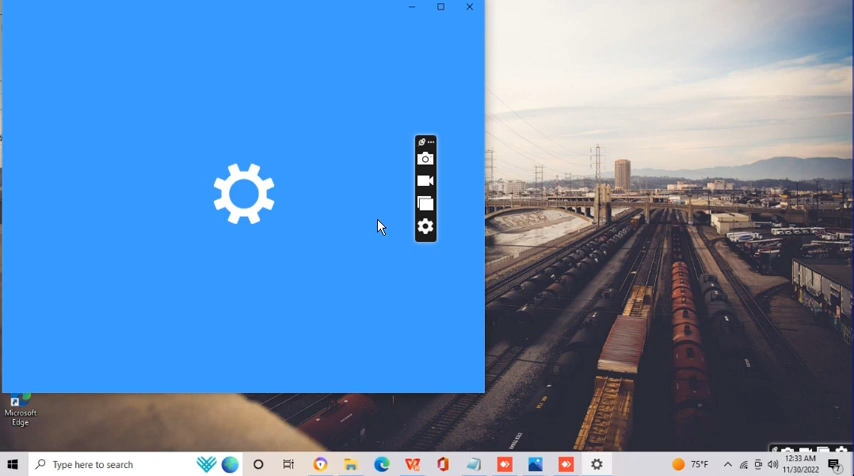 Microsoft
Edge
Type here to search
75°F
12:33 AM
11/30/2022